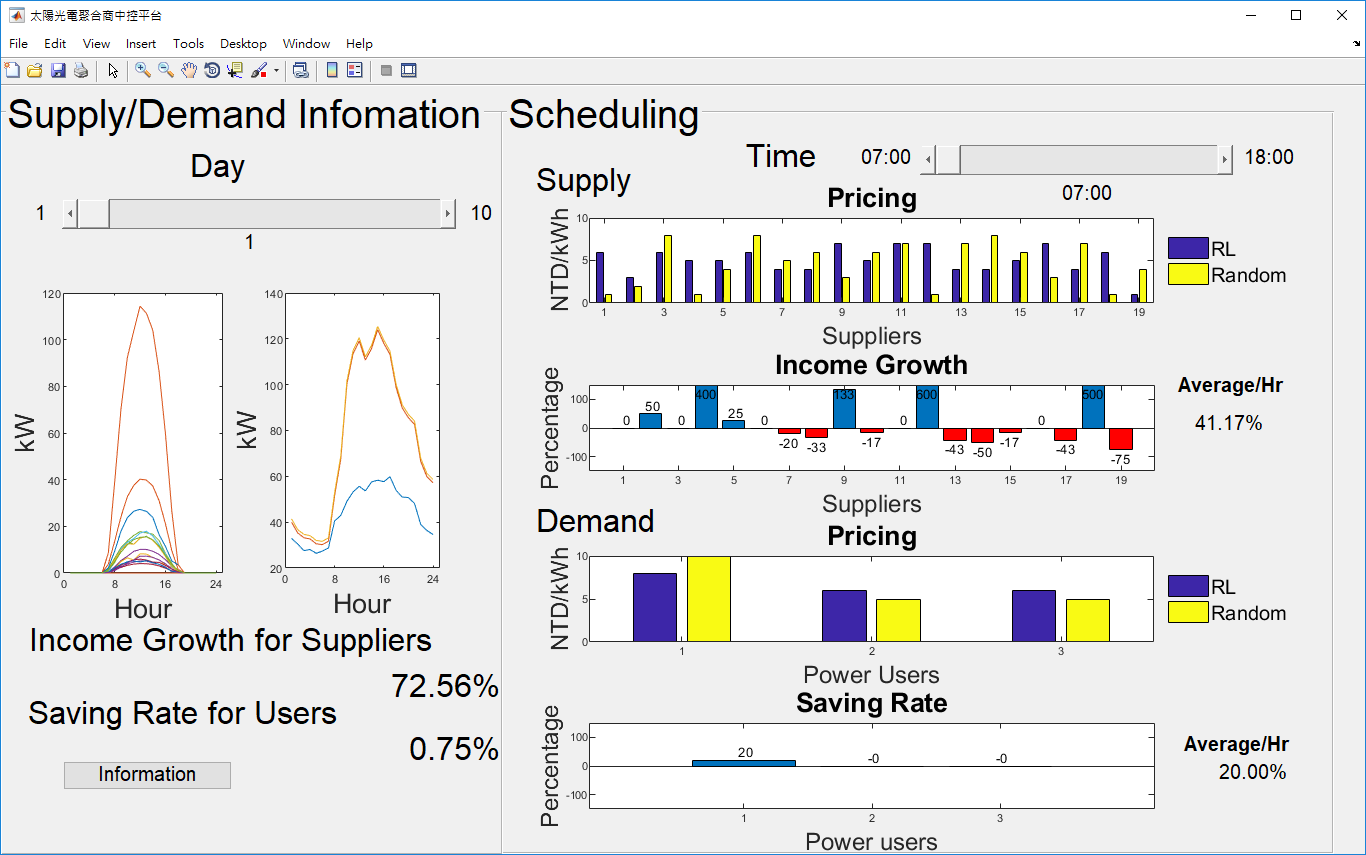 太陽光電聚合商中控平台
File Edit View Insert Tools Desktop Window Help
Supply/Demand Infomation
Day
1
10
1
120
100
80
60
40
20
0
kW
0 8 16 24
Hour
140
120
100
80
60
40
20
kW
0 8 16 24
Hour
Income Growth for Suppliers
72.56%
Saving Rate for Users
0.75%
Information
Scheduling
Time 07:00 18:00
07:00
Supply
Pricing
NTD/kWh
10
5
0
1 3 5 7 9 11 13 15 17 19
Suppliers
RL
Random
Income Growth
Percentage
100
0
-100
0 50 0 400 25 0 -20 -33 133 -17 0 600 -43 -50 -17 0 -43 500 -75
1 3 5 7 9 11 13 15 17 19
Suppliers
Average/Hr
41.17%
Demand
Pricing
NTD/kWh
10
5
0
1 2 3
Power Users
RL
Random
Saving Rate
Percentage
100
0
-100
20 -0 -0
1 2 3
Power users
Average/Hr
20.00%